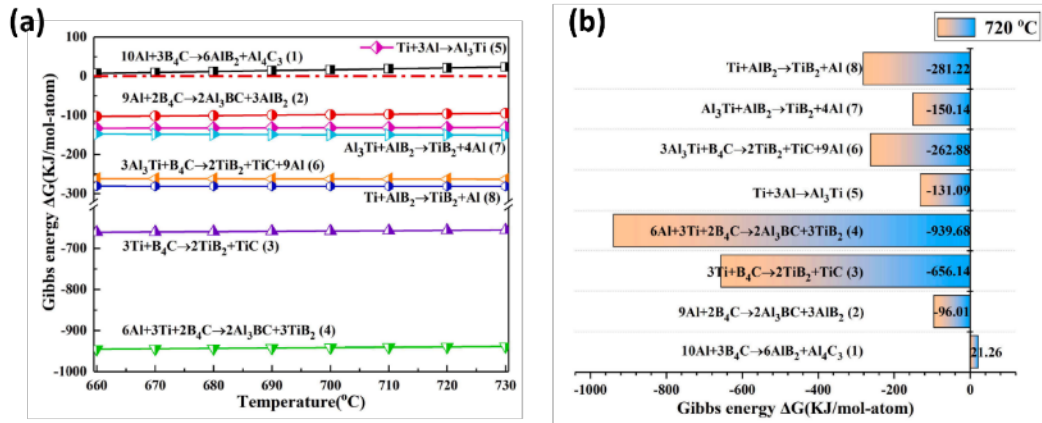 (a)
100
0
-100
-200
-300
-700
-800
-900
-1000
Gibbs energy ΔG(KJ/mol-atom)
10Al+3B₄C→6AlB₂+Al₄C₃ (1)
Ti+3Al→Al₃Ti (5)
9Al+2B₄C→2Al₃BC+3AlB₂ (2)
Al₃Ti+AlB₂→TiB₂+4Al (7)
3Al₃Ti+B₄C→2TiB₂+TiC+9Al (6)
Ti+AlB₂→TiB₂+Al (8)
3Ti+B₄C→2TiB₂+TiC (3)
6Al+3Ti+2B₄C→2Al₃BC+3TiB₂ (4)
660 670 680 690 700 710 720 730
Temperature(°C)
(b)
720 °C
Ti+AlB₂→TiB₂+Al (8) -281.22
Al₃Ti+AlB₂→TiB₂+4Al (7) -150.14
3Al₃Ti+B₄C→2TiB₂+TiC+9Al (6) -262.88
Ti+3Al→Al₃Ti (5) -131.09
6Al+3Ti+2B₄C→2Al₃BC+3TiB₂ (4) -939.68
3Ti+B₄C→2TiB₂+TiC (3) -656.14
9Al+2B₄C→2Al₃BC+3AlB₂ (2) -96.01
10Al+3B₄C→6AlB₂+Al₄C₃ (1) 21.26
-1000 -800 -600 -400 -200 0
Gibbs energy ΔG(KJ/mol-atom)